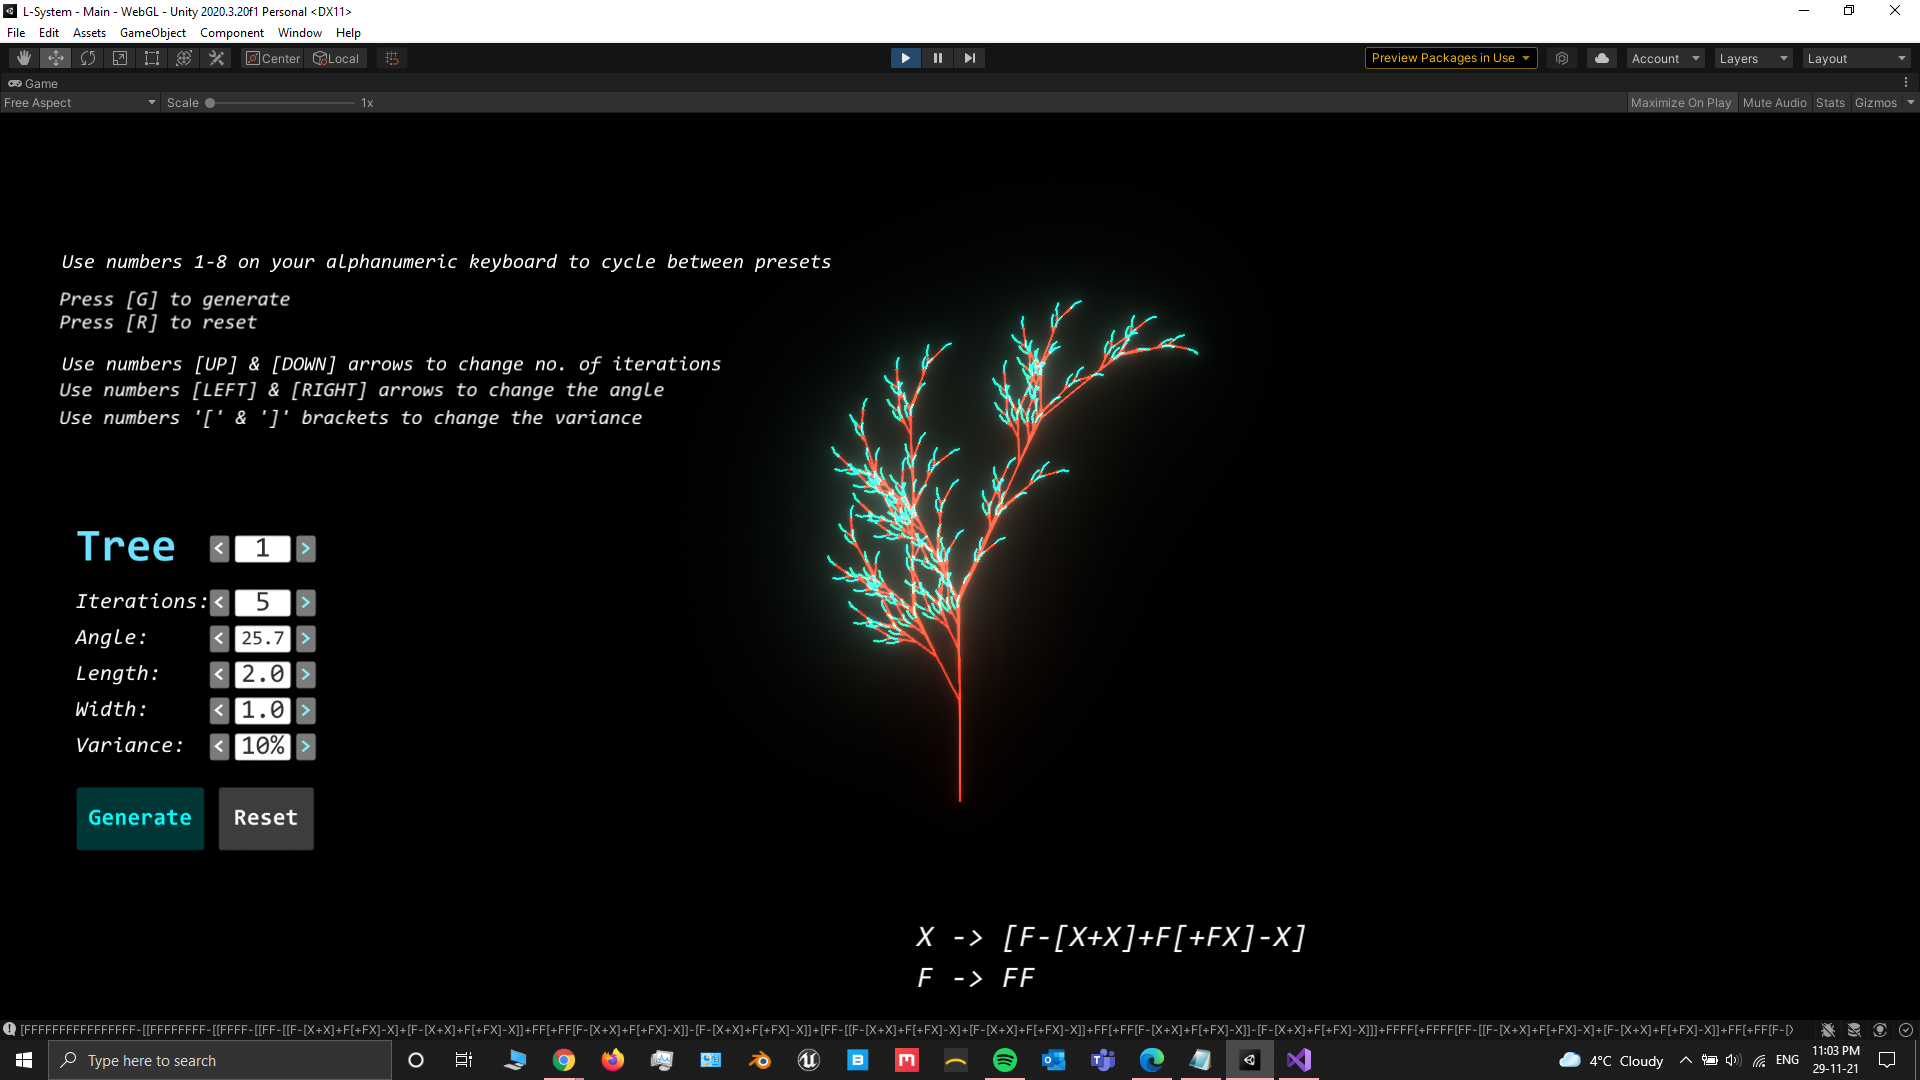 L-System - Main - WebGL - Unity 2020.3.20f1 Personal <DX11>
File Edit Assets GameObject Component Window Help
Center Local Preview Packages in Use Account Layers Layout
Game
Free Aspect Scale 1x Maximize On Play Mute Audio Stats Gizmos
Use numbers 1-8 on your alphanumeric keyboard to cycle between presets
Press [G] to generate
Press [R] to reset
Use numbers [UP] & [DOWN] arrows to change no. of iterations
Use numbers [LEFT] & [RIGHT] arrows to change the angle
Use numbers '[' & ']' brackets to change the variance
Tree < 1 >
Iterations: < 5 >
Angle: < 25.7 >
Length: < 2.0 >
Width: < 1.0 >
Variance: < 10% >
Generate Reset
X -> [F-[X+X]+F[+FX]-X]
F -> FF
[FFFFFFFFFFFFFFFF-[[FFFFFFFF-[[FFFF-[[FF-[[F-[X+X]+F[+FX]-X]+[F-[X+X]+F[+FX]-X]]+FF[+FF[F-[X+X]+F[+FX]-X]]-[F-[X+X]+F[+FX]-X]]+[FF-[[F-[X+X]+F[+FX]-X]+[F-[X+X]+F[+FX]-X]]+FF[+FF[F-[X+X]+F[+FX]-X]]-[F-[X+X]+F[+FX]-X]]]+FFFF[+FFFF[FF-[[F-[X+X]+F[+FX]-X]+[F-[X+X]+F[+FX]-X]]+FF[+FF[F-[X
Type here to search 4°C Cloudy ENG 11:03 PM
29-11-21